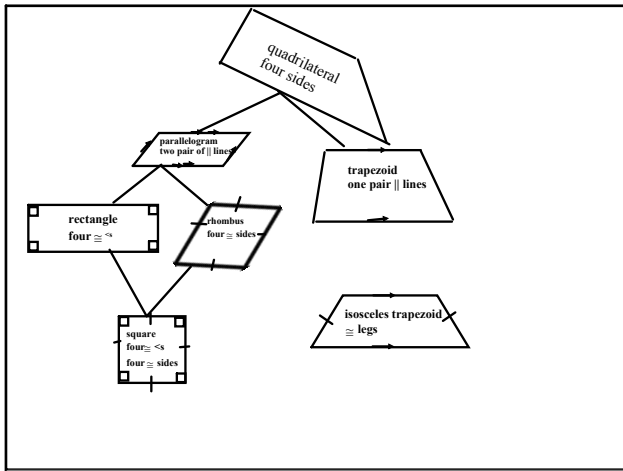 quadrilateral
four sides
parallelogram
two pair of || lines
trapezoid
one pair || lines
rectangle
four ≅ <s
rhombus
four ≅ sides
square
four ≅ <s
four ≅ sides
isosceles trapezoid
≅ legs